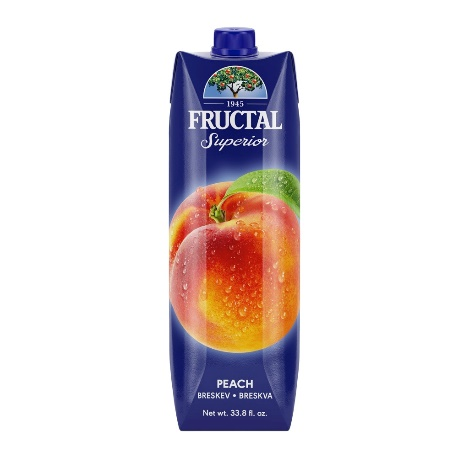 1945
FRUCTAL
Superior
PEACH
BRESKEV • BRESKVA
Net wt. 33.8 fl. oz.